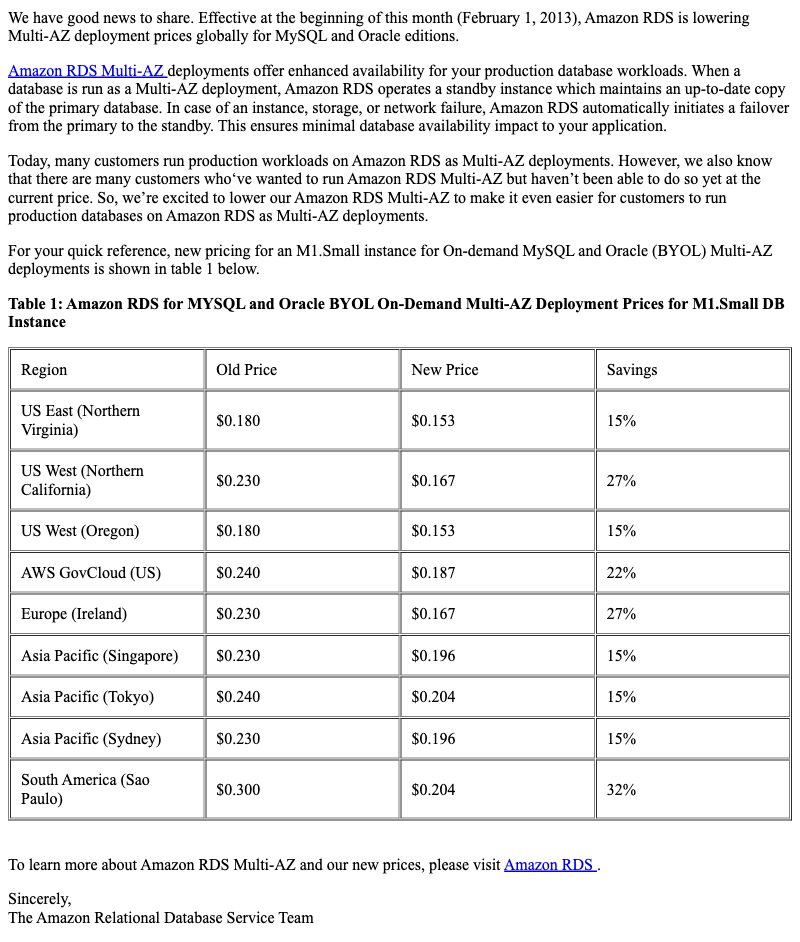 We have good news to share. Effective at the beginning of this month (February 1, 2013), Amazon RDS is lowering
Multi-AZ deployment prices globally for MySQL and Oracle editions.
Amazon RDS Multi-AZ deployments offer enhanced availability for your production database workloads. When a
database is run as a Multi-AZ deployment, Amazon RDS operates a standby instance which maintains an up-to-date copy
of the primary database. In case of an instance, storage, or network failure, Amazon RDS automatically initiates a failover
from the primary to the standby. This ensures minimal database availability impact to your application.
Today, many customers run production workloads on Amazon RDS as Multi-AZ deployments. However, we also know
that there are many customers who‘ve wanted to run Amazon RDS Multi-AZ but haven’t been able to do so yet at the
current price. So, we’re excited to lower our Amazon RDS Multi-AZ to make it even easier for customers to run
production databases on Amazon RDS as Multi-AZ deployments.
For your quick reference, new pricing for an M1.Small instance for On-demand MySQL and Oracle (BYOL) Multi-AZ
deployments is shown in table 1 below.
Table 1: Amazon RDS for MYSQL and Oracle BYOL On-Demand Multi-AZ Deployment Prices for M1.Small DB
Instance
Region Old Price New Price Savings
US East (Northern
Virginia) $0.180 $0.153 15%
US West (Northern
California) $0.230 $0.167 27%
US West (Oregon) $0.180 $0.153 15%
AWS GovCloud (US) $0.240 $0.187 22%
Europe (Ireland) $0.230 $0.167 27%
Asia Pacific (Singapore) $0.230 $0.196 15%
Asia Pacific (Tokyo) $0.240 $0.204 15%
Asia Pacific (Sydney) $0.230 $0.196 15%
South America (Sao
Paulo) $0.300 $0.204 32%
To learn more about Amazon RDS Multi-AZ and our new prices, please visit Amazon RDS .
Sincerely,
The Amazon Relational Database Service Team